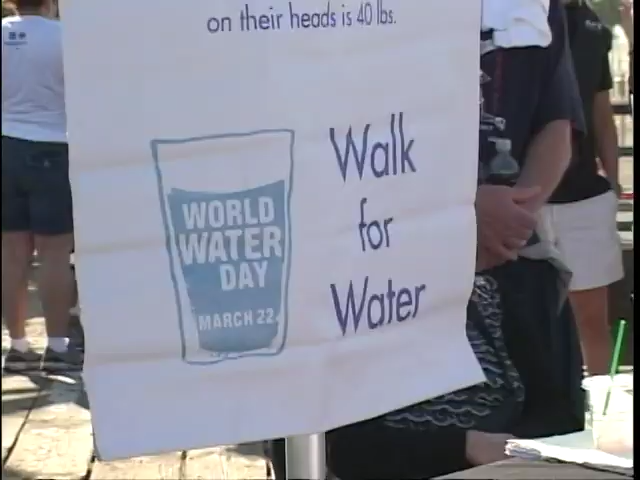 on their heads is 40 lbs.
WORLD
WATER
DAY
MARCH 22
Walk
for
Water